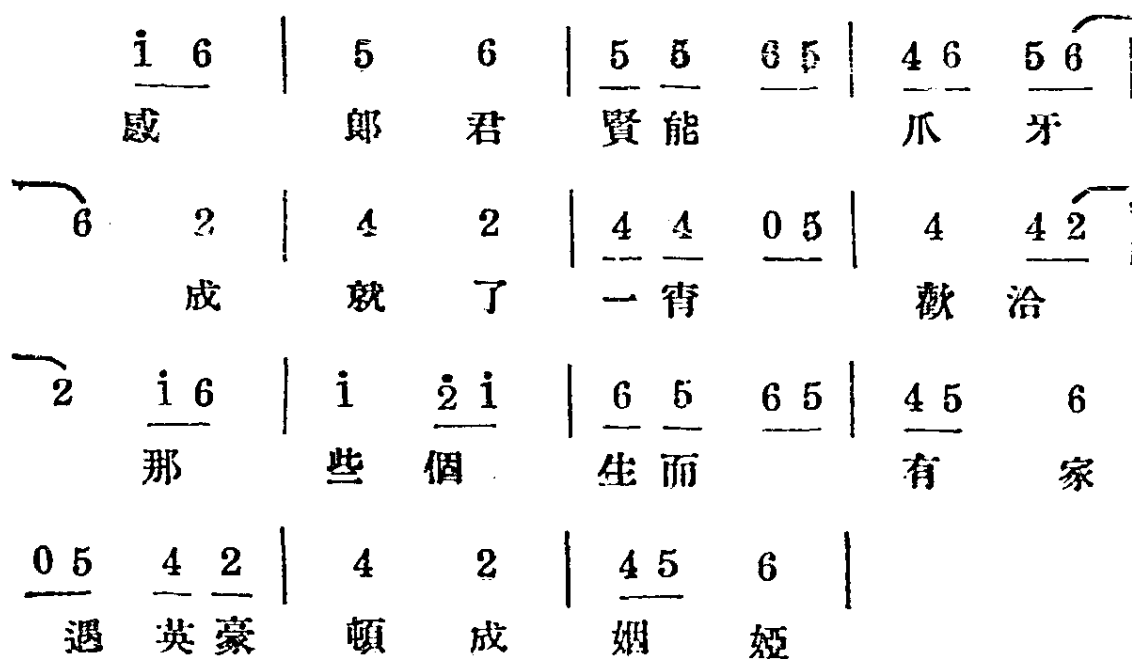 i 6 | 5 6 | 5 5 6 5 | 4 6 5 6 |
感 郎 君 賢 能 爪 牙
6 2 | 4 2 | 4 4 0 5 | 4 4 2
成 就 了 一 宵 歡 洽
2 i 6 | i 2 i | 6 5 6 5 | 4 5 6
那 些 個 生 而 有 家
0 5 4 2 | 4 2 | 4 5 6 |
遇 英 豪 頓 成 姻 婭